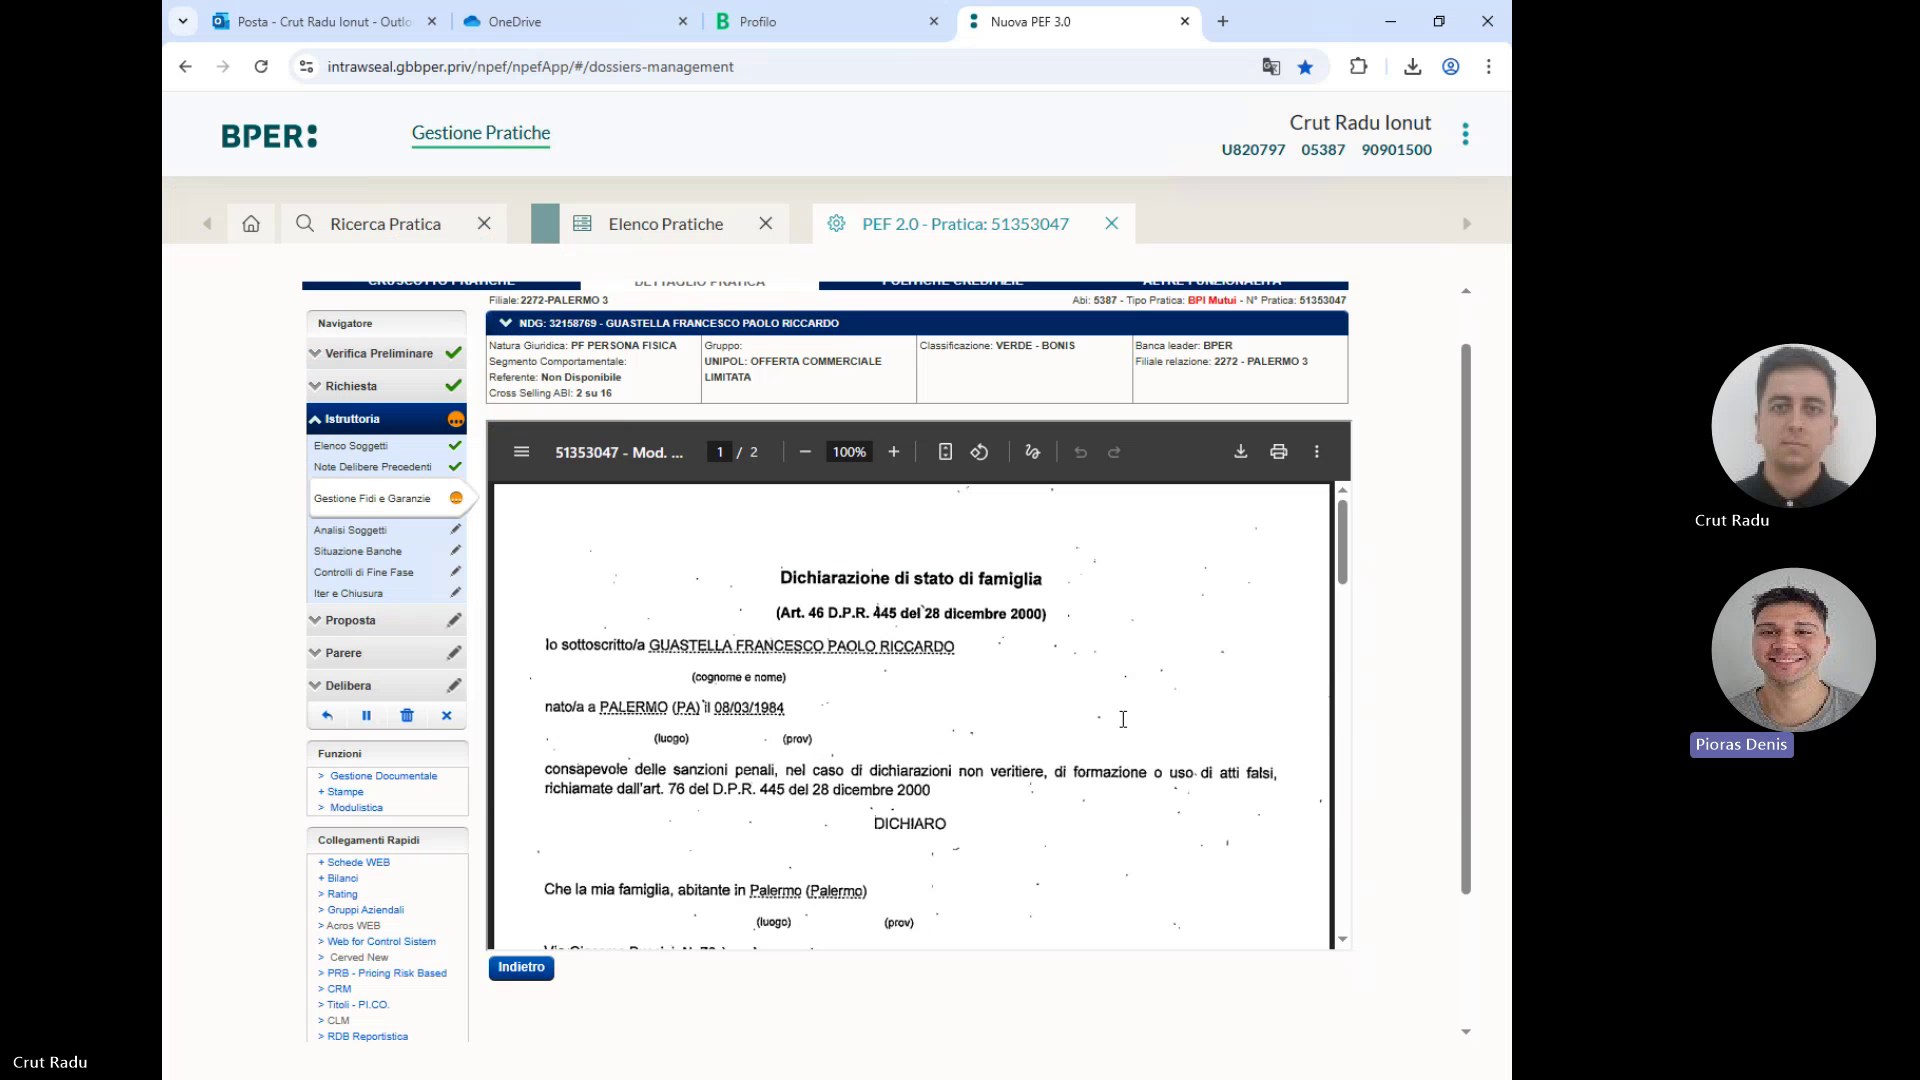 Posta - Crut Radu Ionut - Outlo
OneDrive
Profilo
Nuova PEF 3.0
intrawseal.gbbper.priv/npef/npefApp/#/dossiers-management
BPER:
Gestione Pratiche
Crut Radu Ionut
U820797 05387 90901500
Ricerca Pratica
Elenco Pratiche
PEF 2.0 - Pratica: 51353047
CRUSCOTTO PRATICHE
DETTAGLIO PRATICA
POLITICHE CREDITIZIE
ALTRE FUNZIONALITÀ
Filiale: 2272-PALERMO 3
Abi: 5387 - Tipo Pratica: BPI Mutui - N° Pratica: 51353047
NDG: 32158769 - GUASTELLA FRANCESCO PAOLO RICCARDO
Natura Giuridica: PF PERSONA FISICA
Segmento Comportamentale:
Referente: Non Disponibile
Cross Selling ABI: 2 su 16
Gruppo:
UNIPOL: OFFERTA COMMERCIALE
LIMITATA
Classificazione: VERDE - BONIS
Banca leader: BPER
Filiale relazione: 2272 - PALERMO 3
Navigatore
Verifica Preliminare
Richiesta
Istruttoria
Elenco Soggetti
Note Delibere Precedenti
Gestione Fidi e Garanzie
Analisi Soggetti
Situazione Banche
Controlli di Fine Fase
Iter e Chiusura
Proposta
Parere
Delibera
Funzioni
> Gestione Documentale
+ Stampe
> Modulistica
Collegamenti Rapidi
+ Schede WEB
+ Bilanci
> Rating
> Gruppi Aziendali
> Acros WEB
> Web for Control Sistem
> Cerved New
> PRB - Pricing Risk Based
> CRM
> Titoli - PI.CO.
> CLM
> RDB Reportistica
51353047 - Mod. ...
1 / 2
100%
Dichiarazione di stato di famiglia
(Art. 46 D.P.R. 445 del 28 dicembre 2000)
Io sottoscritto/a GUASTELLA FRANCESCO PAOLO RICCARDO
(cognome e nome)
nato/a a PALERMO (PA) il 08/03/1984
(luogo) (prov)
consapevole delle sanzioni penali, nel caso di dichiarazioni non veritiere, di formazione o uso di atti falsi,
richiamate dall'art. 76 del D.P.R. 445 del 28 dicembre 2000
DICHIARO
Che la mia famiglia, abitante in Palermo (Palermo)
(luogo) (prov)
Indietro
Crut Radu
Pioras Denis
Crut Radu